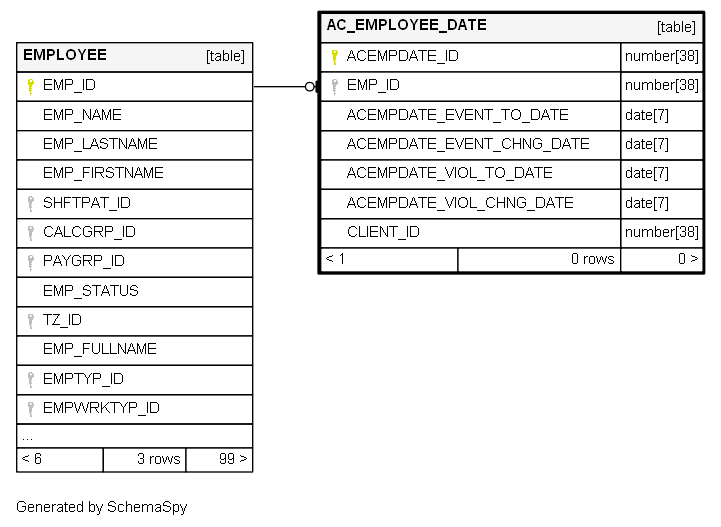 EMPLOYEE [table]
EMP_ID
EMP_NAME
EMP_LASTNAME
EMP_FIRSTNAME
SHFTPAT_ID
CALCGRP_ID
PAYGRP_ID
EMP_STATUS
TZ_ID
EMP_FULLNAME
EMPTYP_ID
EMPWRKTYP_ID
...
< 6 3 rows 99 >
AC_EMPLOYEE_DATE [table]
ACEMPDATE_ID number[38]
EMP_ID number[38]
ACEMPDATE_EVENT_TO_DATE date[7]
ACEMPDATE_EVENT_CHNG_DATE date[7]
ACEMPDATE_VIOL_TO_DATE date[7]
ACEMPDATE_VIOL_CHNG_DATE date[7]
CLIENT_ID number[38]
< 1 0 rows 0 >
Generated by SchemaSpy